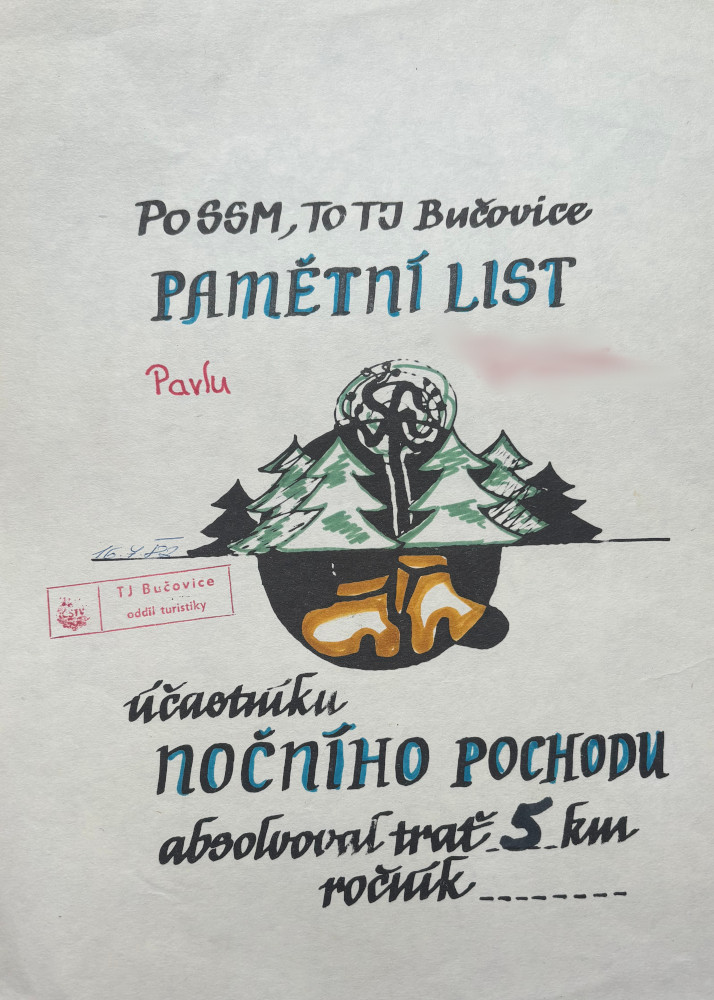 Po SSM, TO TJ Bučovice
PAMĚTNÍ LIST
Pavlu
TJ Bučovice
oddíl turistiky
ČSTV
účastníku
NOČNÍHO POCHODU
absolvoval trať 5 km
ročník